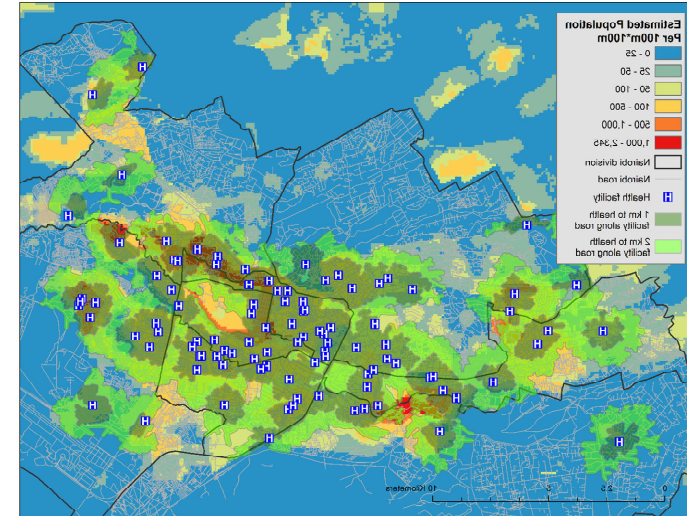 Estimated Population
Per 100m*100m
0 - 25
25 - 50
50 - 100
100 - 500
500 - 1,000
1,000 - 2,345
Nairobi division
Nairobi road
Health facility
1 km to health
facility along road
2 km to health
facility along road
0 2.5 5 10 Kilometers